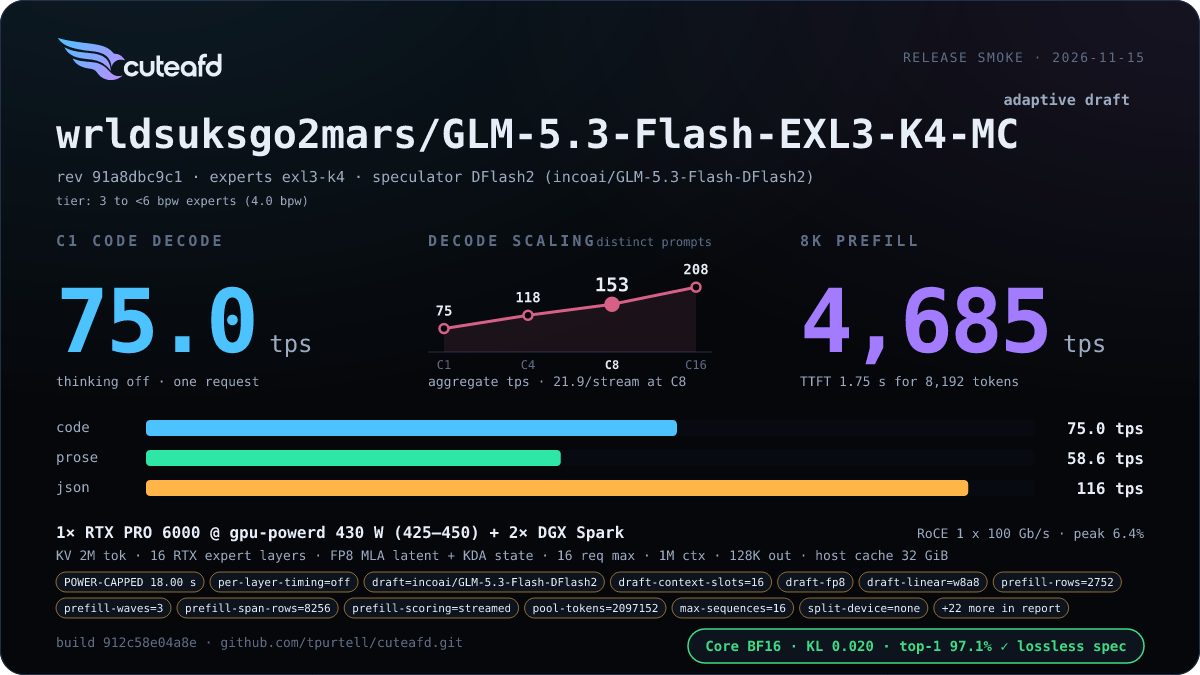 cuteafd
RELEASE SMOKE · 2026-11-15
adaptive draft
wrldsuksgo2mars/GLM-5.3-Flash-EXL3-K4-MC
rev 91a8dbc9c1 · experts exl3-k4 · speculator DFlash2 (incoai/GLM-5.3-Flash-DFlash2)
tier: 3 to <6 bpw experts (4.0 bpw)
C1 CODE DECODE
75.0 tps
thinking off · one request
DECODE SCALING distinct prompts
75 118 153 208
C1 C4 C8 C16
aggregate tps · 21.9/stream at C8
8K PREFILL
4,685 tps
TTFT 1.75 s for 8,192 tokens
code 75.0 tps
prose 58.6 tps
json 116 tps
1× RTX PRO 6000 @ gpu-powerd 430 W (425–450) + 2× DGX Spark
RoCE 1 x 100 Gb/s · peak 6.4%
KV 2M tok · 16 RTX expert layers · FP8 MLA latent + KDA state · 16 req max · 1M ctx · 128K out · host cache 32 GiB
POWER-CAPPED 18.00 s per-layer-timing=off draft=incoai/GLM-5.3-Flash-DFlash2 draft-context-slots=16 draft-fp8 draft-linear=w8a8 prefill-rows=2752
prefill-waves=3 prefill-span-rows=8256 prefill-scoring=streamed pool-tokens=2097152 max-sequences=16 split-device=none +22 more in report
build 912c58e04a8e · github.com/tpurtell/cuteafd.git
Core BF16 · KL 0.020 · top-1 97.1% ✓ lossless spec